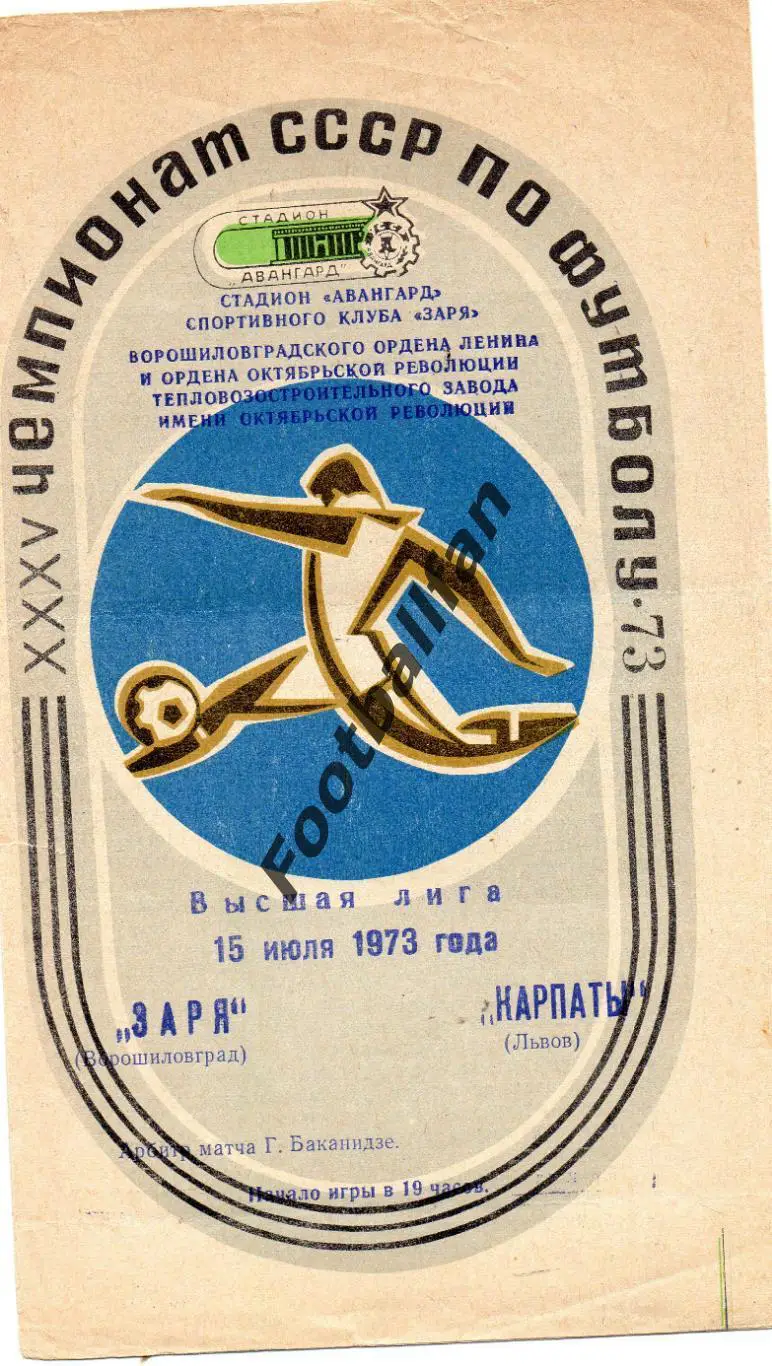 XXXV чемпионат СССР по футболу·73
СТАДИОН
„АВАНГАРД"
СТАДИОН «АВАНГАРД»
СПОРТИВНОГО КЛУБА «ЗАРЯ»
ВОРОШИЛОВГРАДСКОГО ОРДЕНА ЛЕНИНА
И ОРДЕНА ОКТЯБРЬСКОЙ РЕВОЛЮЦИИ
ТЕПЛОВОЗОСТРОИТЕЛЬНОГО ЗАВОДА
ИМЕНИ ОКТЯБРЬСКОЙ РЕВОЛЮЦИИ
Footballfan
Высшая лига
15 июля 1973 года
„ЗАРЯ"
(Ворошиловград)
„КАРПАТЫ"
(Львов)
Арбитр матча Г. Баканидзе.
Начало игры в 19 часов.